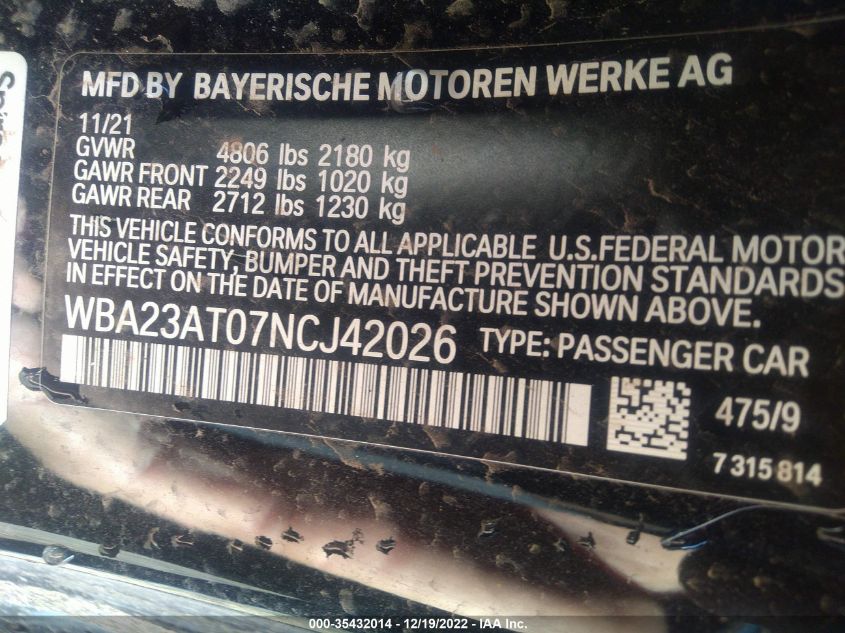 MFD BY BAYERISCHE MOTOREN WERKE AG
11/21
GVWR 4806 lbs 2180 kg
GAWR FRONT 2249 lbs 1020 kg
GAWR REAR 2712 lbs 1230 kg
THIS VEHICLE CONFORMS TO ALL APPLICABLE U.S.FEDERAL MOTOR
VEHICLE SAFETY, BUMPER AND THEFT PREVENTION STANDARDS
IN EFFECT ON THE DATE OF MANUFACTURE SHOWN ABOVE.
WBA23AT07NCJ42026 TYPE: PASSENGER CAR
475/9
7 315 814
000-35432014 - 12/19/2022 - IAA Inc.